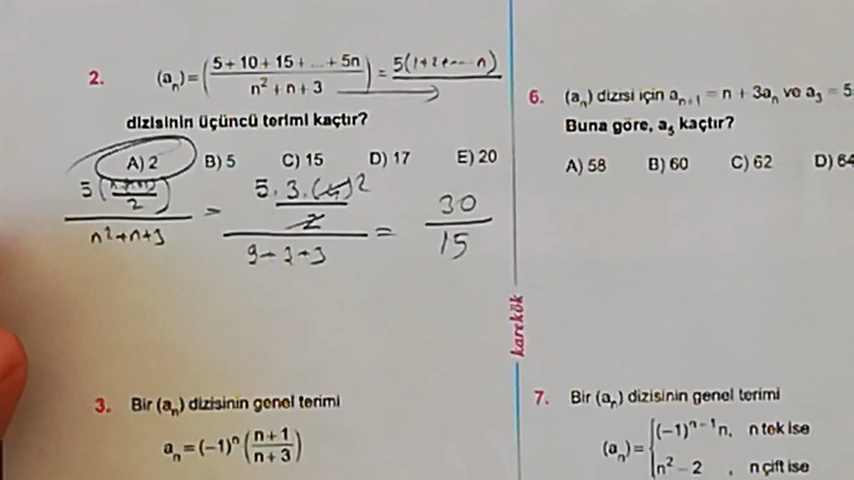 2. (aₙ) = (5 + 10 + 15 + ... + 5n / n² + n + 3) = 5(1+2+... n)
dizisinin üçüncü terimi kaçtır?
A) 2 B) 5 C) 15 D) 17 E) 20
5 ( / 2 ) / n²+n+3 = 5 . 3 . (4) 2 / 2 / 9-3+3 = 30 / 15
3. Bir (aₙ) dizisinin genel terimi
aₙ = (-1)ⁿ (n + 1 / n + 3)
karekök
6. (aₙ) dizisi için aₙ₊₁ = n + 3aₙ ve a₃ = 5
Buna göre, a₅ kaçtır?
A) 58 B) 60 C) 62 D) 64
7. Bir (aₙ) dizisinin genel terimi
(aₙ) = { (-1)ⁿ⁻¹n, n tek ise
n² - 2 , n çift ise